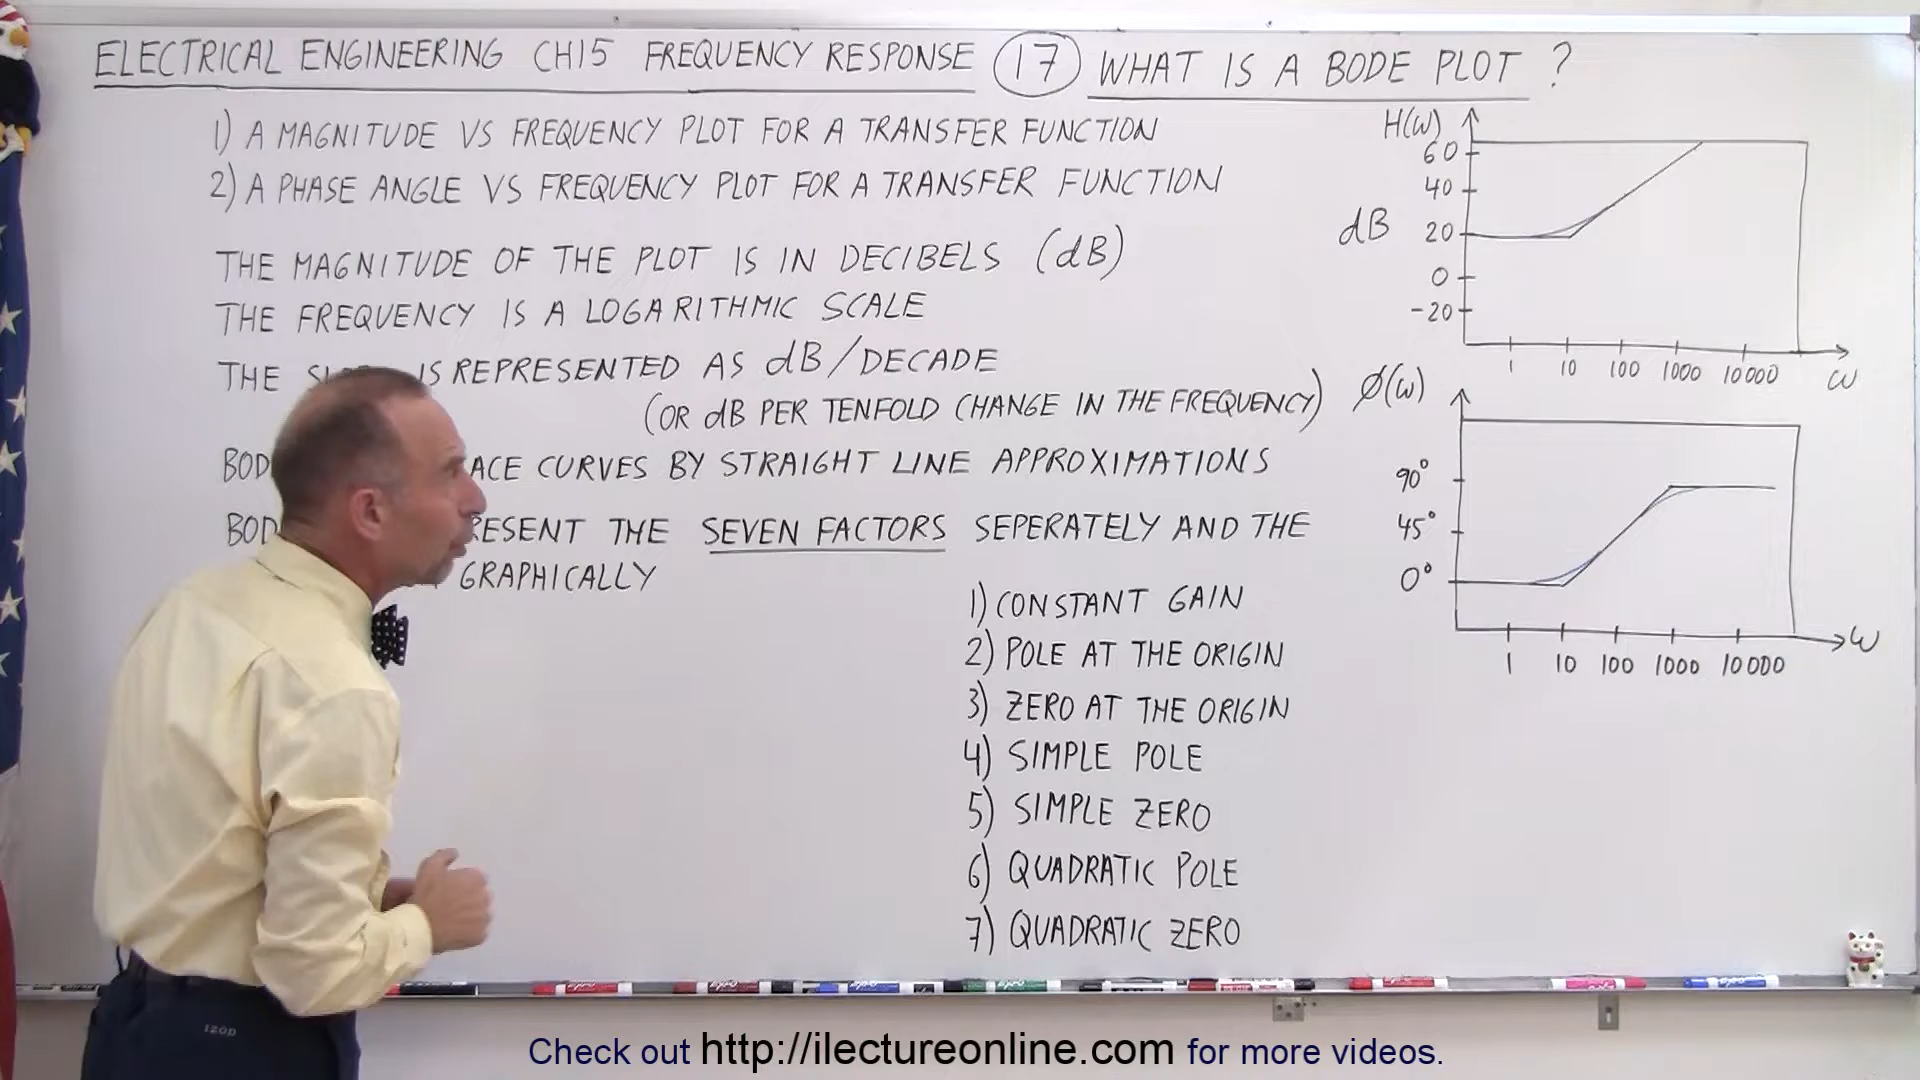 ELECTRICAL ENGINEERING CH15 FREQUENCY RESPONSE 17 WHAT IS A BODE PLOT ?
1) A MAGNITUDE VS FREQUENCY PLOT FOR A TRANSFER FUNCTION
2) A PHASE ANGLE VS FREQUENCY PLOT FOR A TRANSFER FUNCTION
THE MAGNITUDE OF THE PLOT IS IN DECIBELS (dB)
THE FREQUENCY IS A LOGARITHMIC SCALE
THE IS REPRESENTED AS dB/DECADE
(OR dB PER TENFOLD CHANGE IN THE FREQUENCY)
BOD ACE CURVES BY STRAIGHT LINE APPROXIMATIONS
BOD RESENT THE SEVEN FACTORS SEPERATELY AND THE
GRAPHICALLY
1) CONSTANT GAIN
2) POLE AT THE ORIGIN
3) ZERO AT THE ORIGIN
4) SIMPLE POLE
5) SIMPLE ZERO
6) QUADRATIC POLE
7) QUADRATIC ZERO
H(ω)
60
40
dB 20
0
-20
1 10 100 1000 10000 ω
φ(ω)
90°
45°
0°
ω
1 10 100 1000 10000
IZOD
Check out http://ilectureonline.com for more videos.